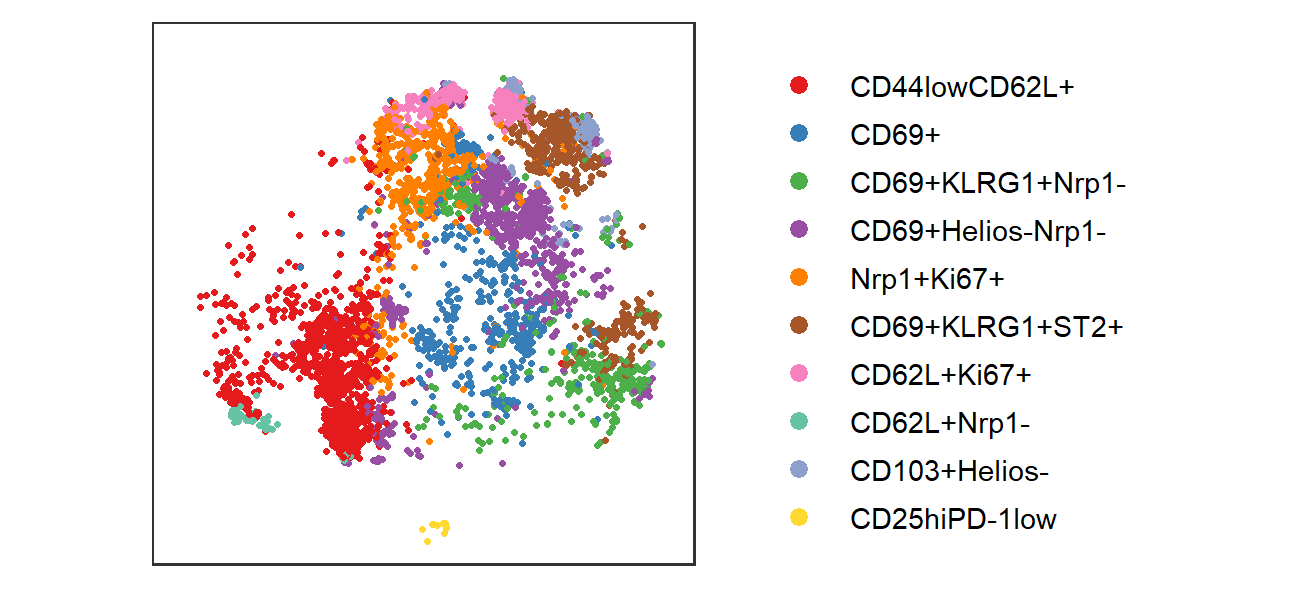 CD44lowCD62L+
CD69+
CD69+KLRG1+Nrp1-
CD69+Helios-Nrp1-
Nrp1+Ki67+
CD69+KLRG1+ST2+
CD62L+Ki67+
CD62L+Nrp1-
CD103+Helios-
CD25hiPD-1low